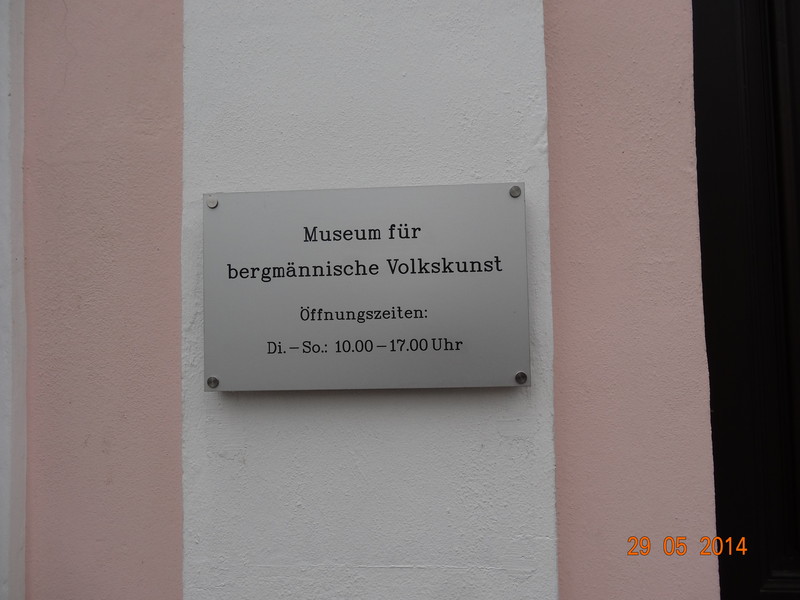 Museum für
bergmännische Volkskunst
Öffnungszeiten:
Di. – So.: 10.00 – 17.00 Uhr
29 05 2014